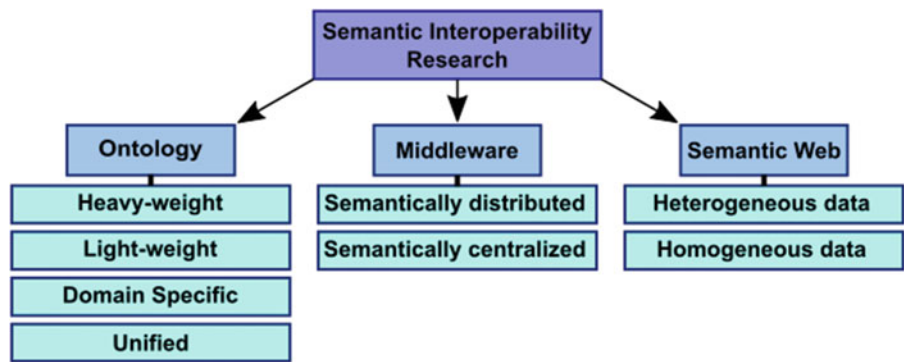 Semantic Interoperability
Research
Ontology
Heavy-weight
Light-weight
Domain Specific
Unified
Middleware
Semantically distributed
Semantically centralized
Semantic Web
Heterogeneous data
Homogeneous data